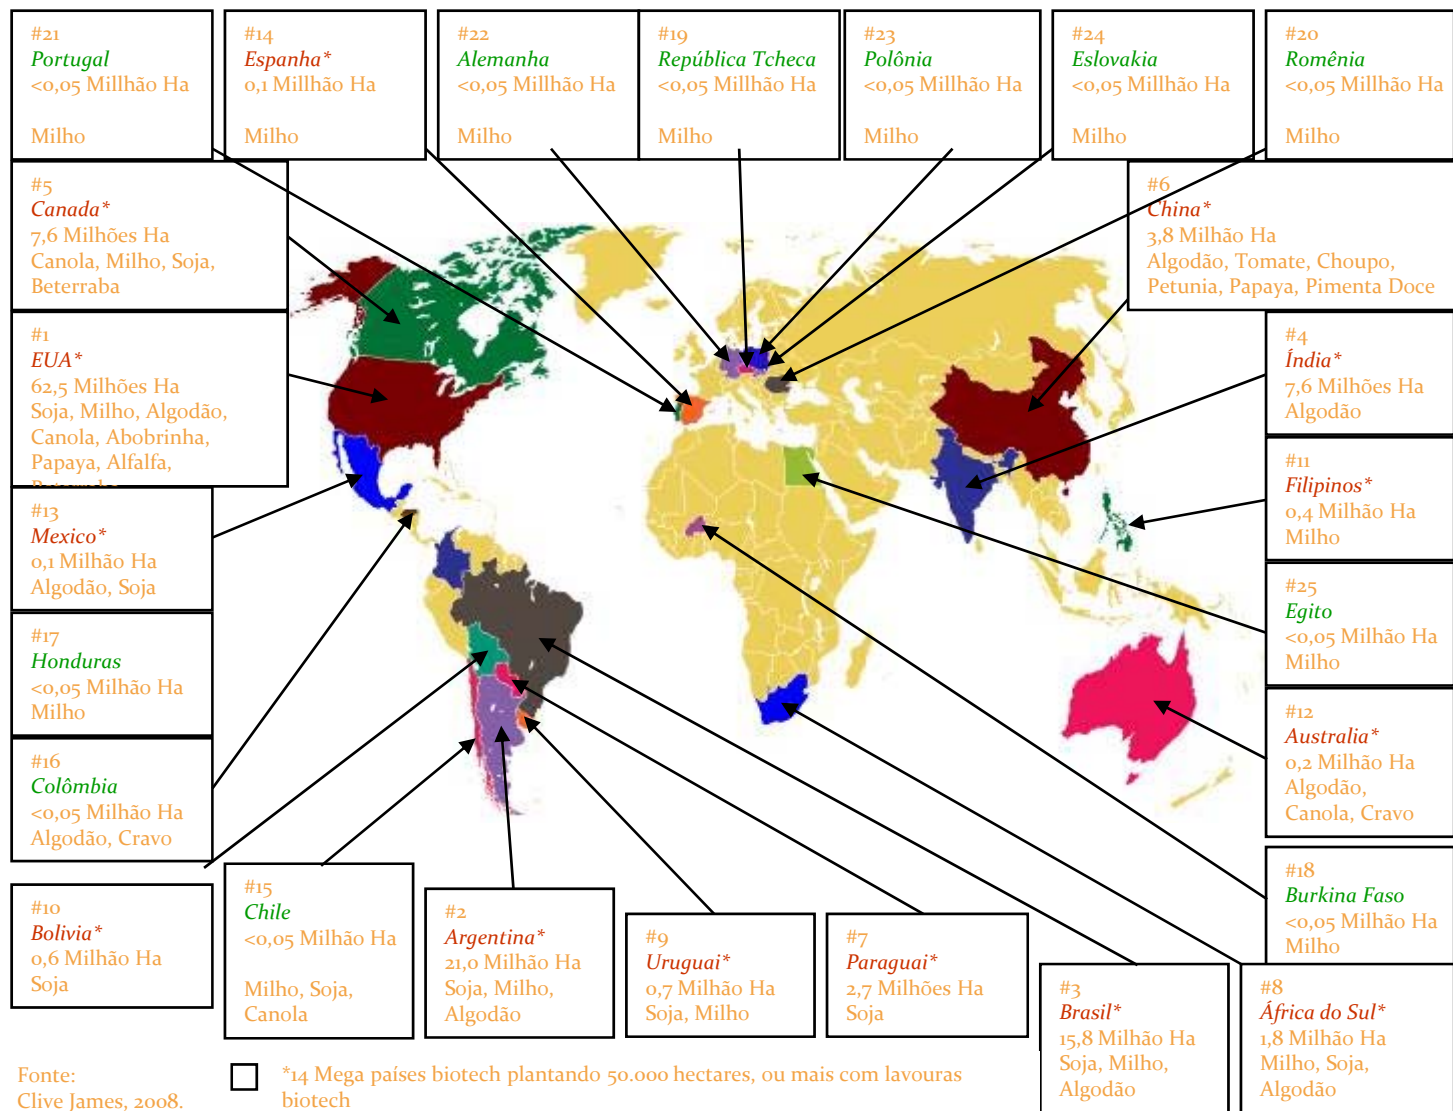 #21
Portugal
<0,05 Millhão Ha
Milho
#14
Espanha*
0,1 Millhão Ha
Milho
#22
Alemanha
<0,05 Millhão Ha
Milho
#19
República Tcheca
<0,05 Millhão Ha
Milho
#23
Polônia
<0,05 Millhão Ha
Milho
#24
Eslovakia
<0,05 Millhão Ha
Milho
#20
Romênia
<0,05 Millhão Ha
Milho
#5
Canada*
7,6 Milhões Ha
Canola, Milho, Soja,
Beterraba
#6
China*
3,8 Milhão Ha
Algodão, Tomate, Choupo,
Petunia, Papaya, Pimenta Doce
#1
EUA*
62,5 Milhões Ha
Soja, Milho, Algodão,
Canola, Abobrinha,
Papaya, Alfalfa,
#4
Índia*
7,6 Milhões Ha
Algodão
#11
Filipinos*
0,4 Milhão Ha
Milho
#13
Mexico*
0,1 Milhão Ha
Algodão, Soja
#25
Egito
<0,05 Milhão Ha
Milho
#17
Honduras
<0,05 Milhão Ha
Milho
#12
Australia*
0,2 Milhão Ha
Algodão,
Canola, Cravo
#16
Colômbia
<0,05 Milhão Ha
Algodão, Cravo
#18
Burkina Faso
<0,05 Milhão Ha
Milho
#10
Bolivia*
0,6 Milhão Ha
Soja
#15
Chile
<0,05 Milhão Ha
Milho, Soja,
Canola
#2
Argentina*
21,0 Milhão Ha
Soja, Milho,
Algodão
#9
Uruguai*
0,7 Milhão Ha
Soja, Milho
#7
Paraguai*
2,7 Milhões Ha
Soja
#3
Brasil*
15,8 Milhão Ha
Soja, Milho,
Algodão
#8
África do Sul*
1,8 Milhão Ha
Milho, Soja,
Algodão
Fonte:
Clive James, 2008.
*14 Mega países biotech plantando 50.000 hectares, ou mais com lavouras
biotech